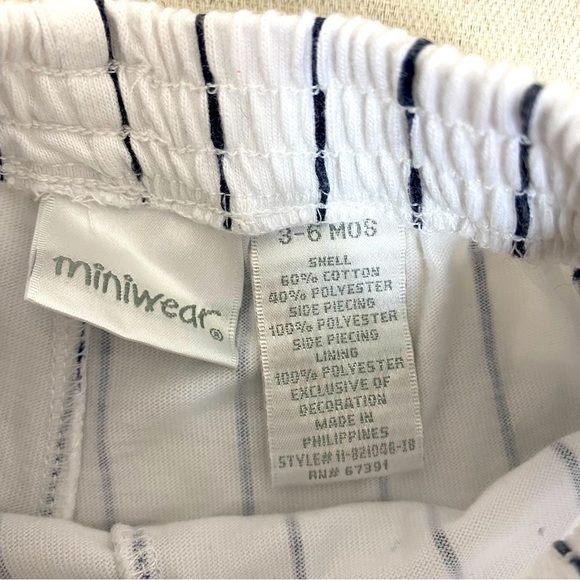 miniwear®
3-6 MOS
SHELL
60% COTTON
40% POLYESTER
SIDE PIECING
100% POLYESTER
SIDE PIECING
LINING
100% POLYESTER
EXCLUSIVE OF
DECORATION
MADE IN
PHILIPPINES
STYLE# 11-821046-18
RN# 67391